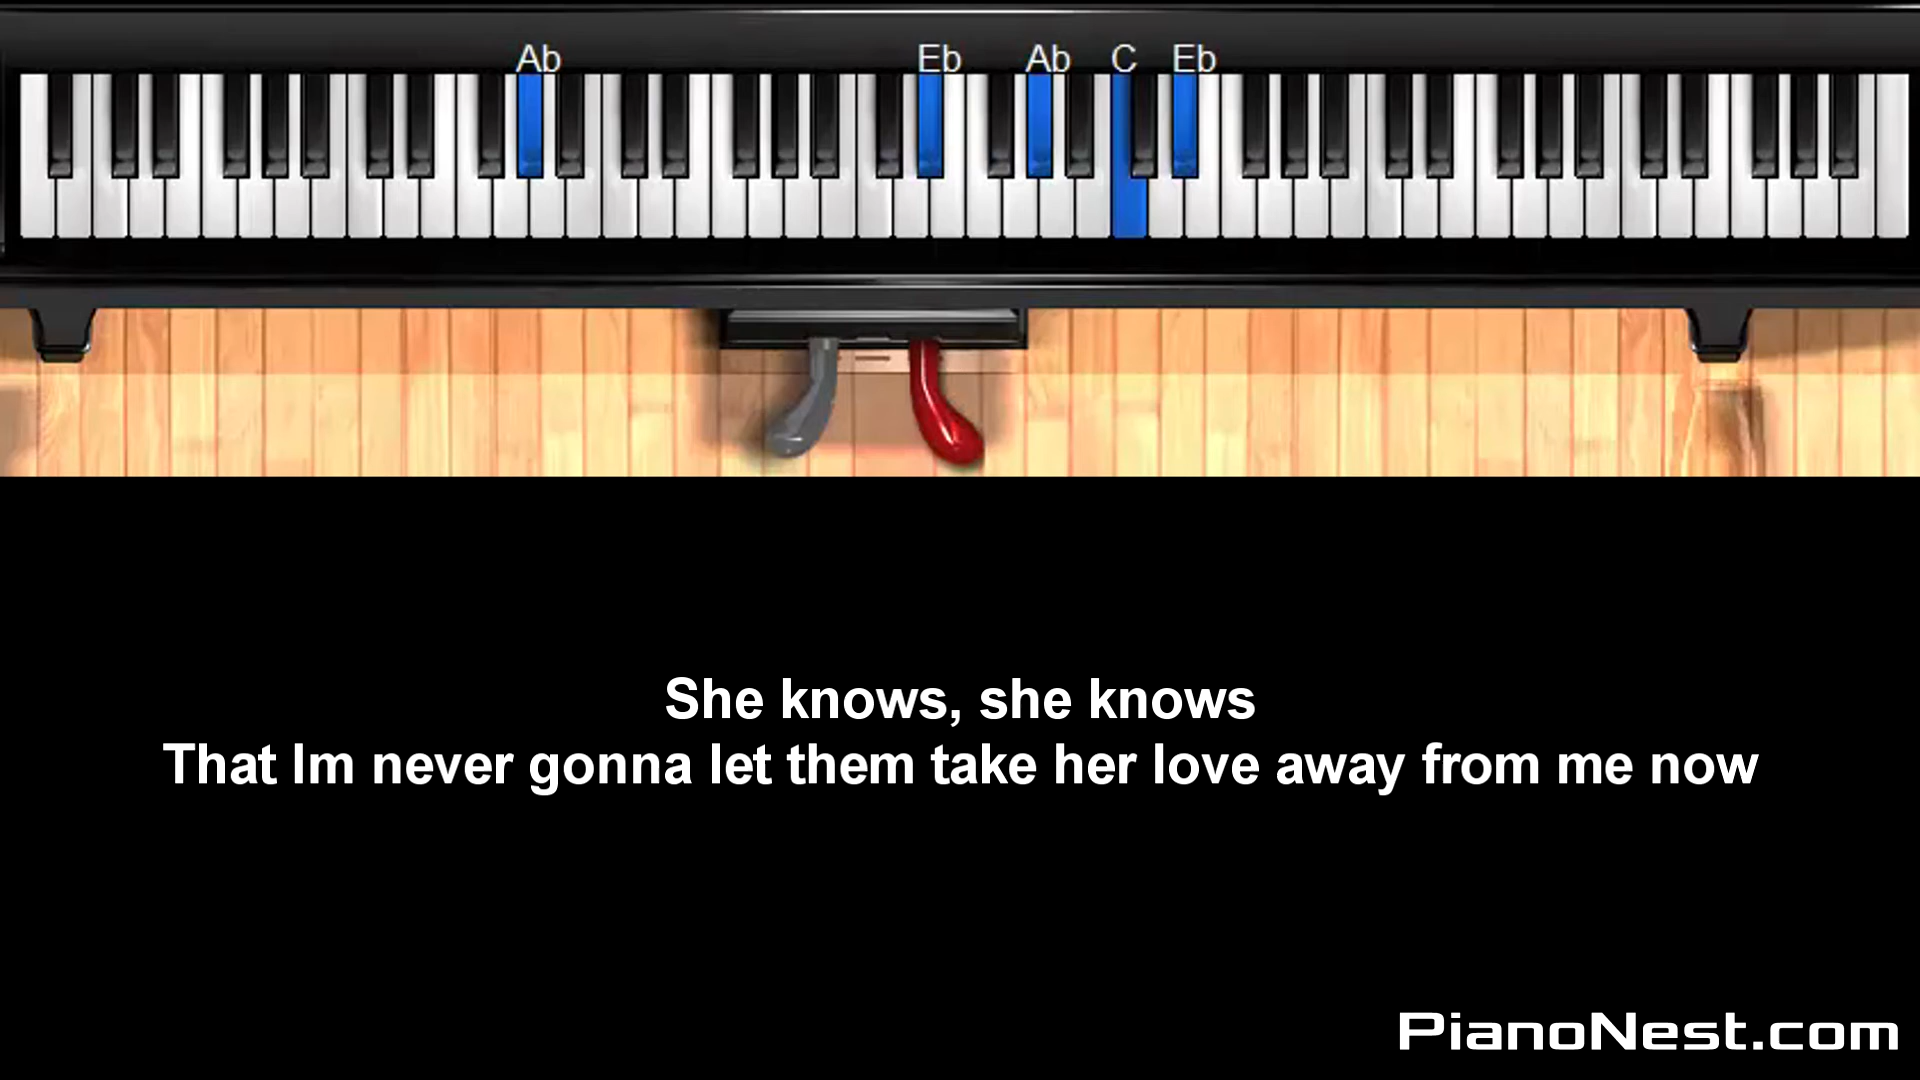 Ab Eb Ab C Eb
She knows, she knows
That Im never gonna let them take her love away from me now
PianoNest.com